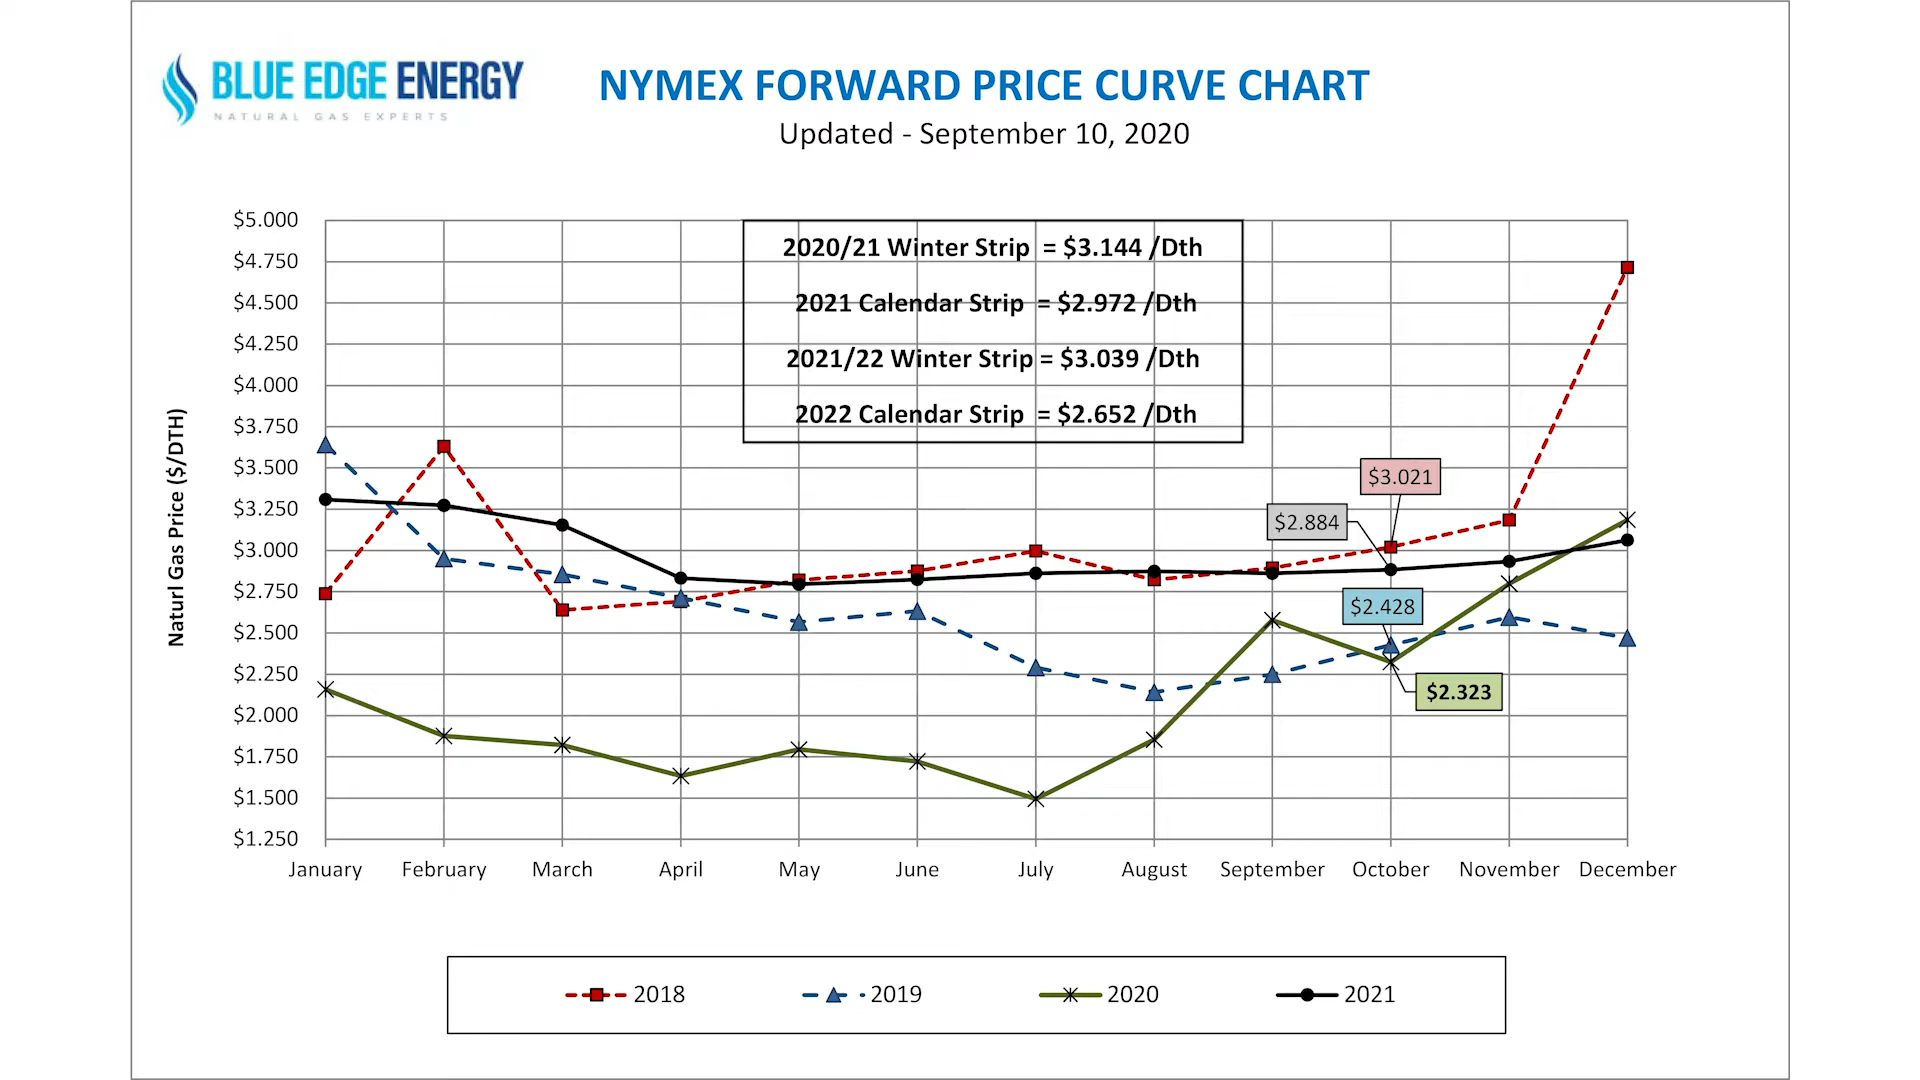 BLUE EDGE ENERGY
NATURAL GAS EXPERTS
NYMEX FORWARD PRICE CURVE CHART
Updated - September 10, 2020
$5.000
$4.750
$4.500
$4.250
$4.000
$3.750
$3.500
$3.250
$3.000
$2.750
$2.500
$2.250
$2.000
$1.750
$1.500
$1.250
Naturl Gas Price ($/DTH)
2020/21 Winter Strip = $3.144 /Dth
2021 Calendar Strip = $2.972 /Dth
2021/22 Winter Strip = $3.039 /Dth
2022 Calendar Strip = $2.652 /Dth
$3.021
$2.884
$2.428
$2.323
January February March April May June July August September October November December
2018 2019 2020 2021